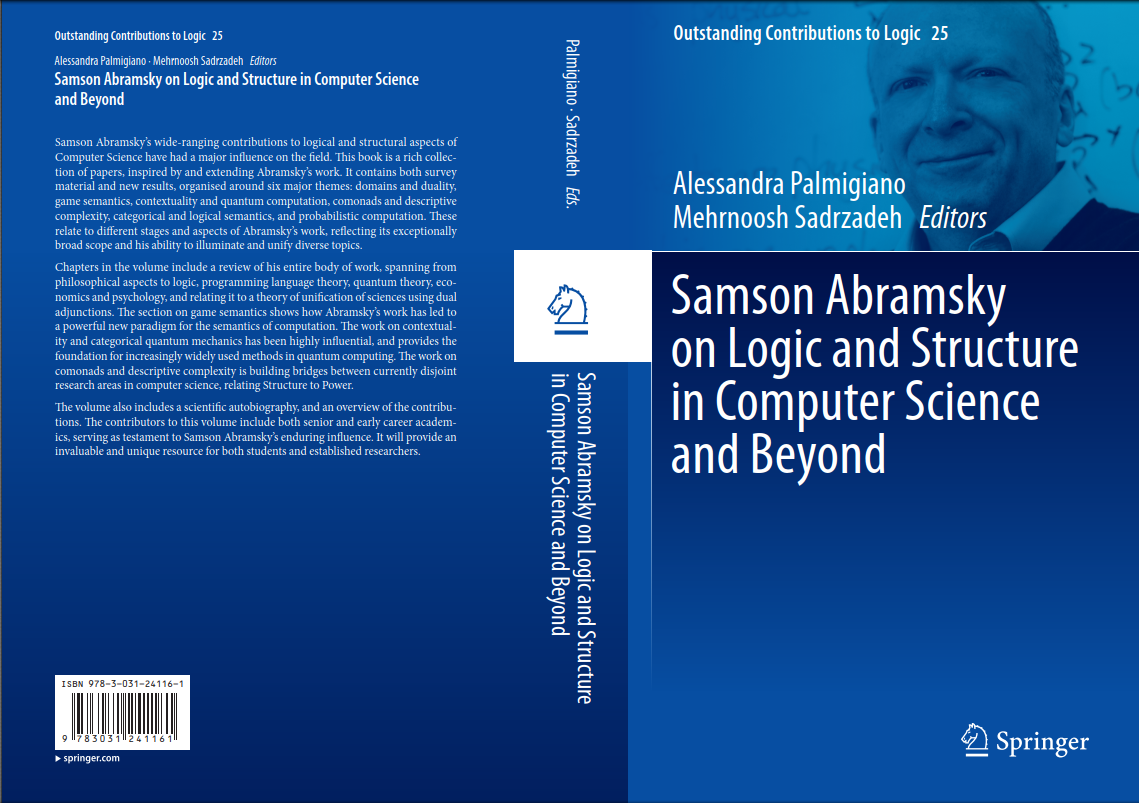 Outstanding Contributions to Logic 25
Alessandra Palmigiano · Mehrnoosh Sadrzadeh Editors
Samson Abramsky on Logic and Structure in Computer Science
and Beyond
Samson Abramsky's wide-ranging contributions to logical and structural aspects of
Computer Science have had a major influence on the field. This book is a rich collec-
tion of papers, inspired by and extending Abramsky's work. It contains both survey
material and new results, organised around six major themes: domains and duality,
game semantics, contextuality and quantum computation, comonads and descriptive
complexity, categorical and logical semantics, and probabilistic computation. These
relate to different stages and aspects of Abramsky's work, reflecting its exceptionally
broad scope and his ability to illuminate and unify diverse topics.
Chapters in the volume include a review of his entire body of work, spanning from
philosophical aspects to logic, programming language theory, quantum theory, eco-
nomics and psychology, and relating it to a theory of unification of sciences using dual
adjunctions. The section on game semantics shows how Abramsky's work has led to
a powerful new paradigm for the semantics of computation. The work on contextual-
ity and categorical quantum mechanics has been highly influential, and provides the
foundation for increasingly widely used methods in quantum computing. The work on
comonads and descriptive complexity is building bridges between currently disjoint
research areas in computer science, relating Structure to Power.
The volume also includes a scientific autobiography, and an overview of the contribu-
tions. The contributors to this volume include both senior and early career academ-
ics, serving as testament to Samson Abramsky's enduring influence. It will provide an
invaluable and unique resource for both students and established researchers.
ISBN 978-3-031-24116-1
9 783031 241161
▶ springer.com
Palmigiano · Sadrzadeh Eds.
Samson Abramsky on Logic and Structure
in Computer Science and Beyond
Outstanding Contributions to Logic 25
Alessandra Palmigiano
Mehrnoosh Sadrzadeh Editors
Samson Abramsky
on Logic and Structure
in Computer Science
and Beyond
Springer